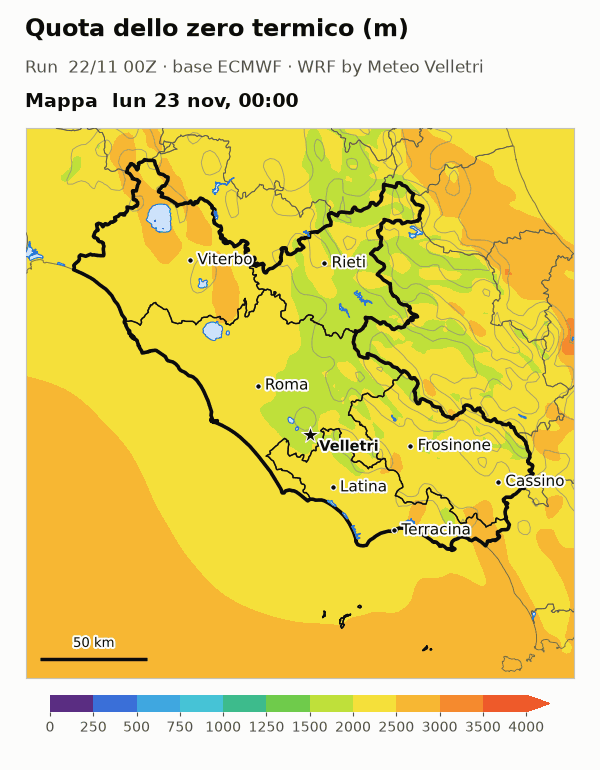 Quota dello zero termico (m)
Run  22/11 00Z · base ECMWF · WRF by Meteo Velletri
Mappa  lun 23 nov, 00:00
Viterbo
Rieti
Roma
Velletri
Frosinone
Cassino
Latina
Terracina
50 km
0 250 500 750 1000 1250 1500 2000 2500 3000 3500 4000